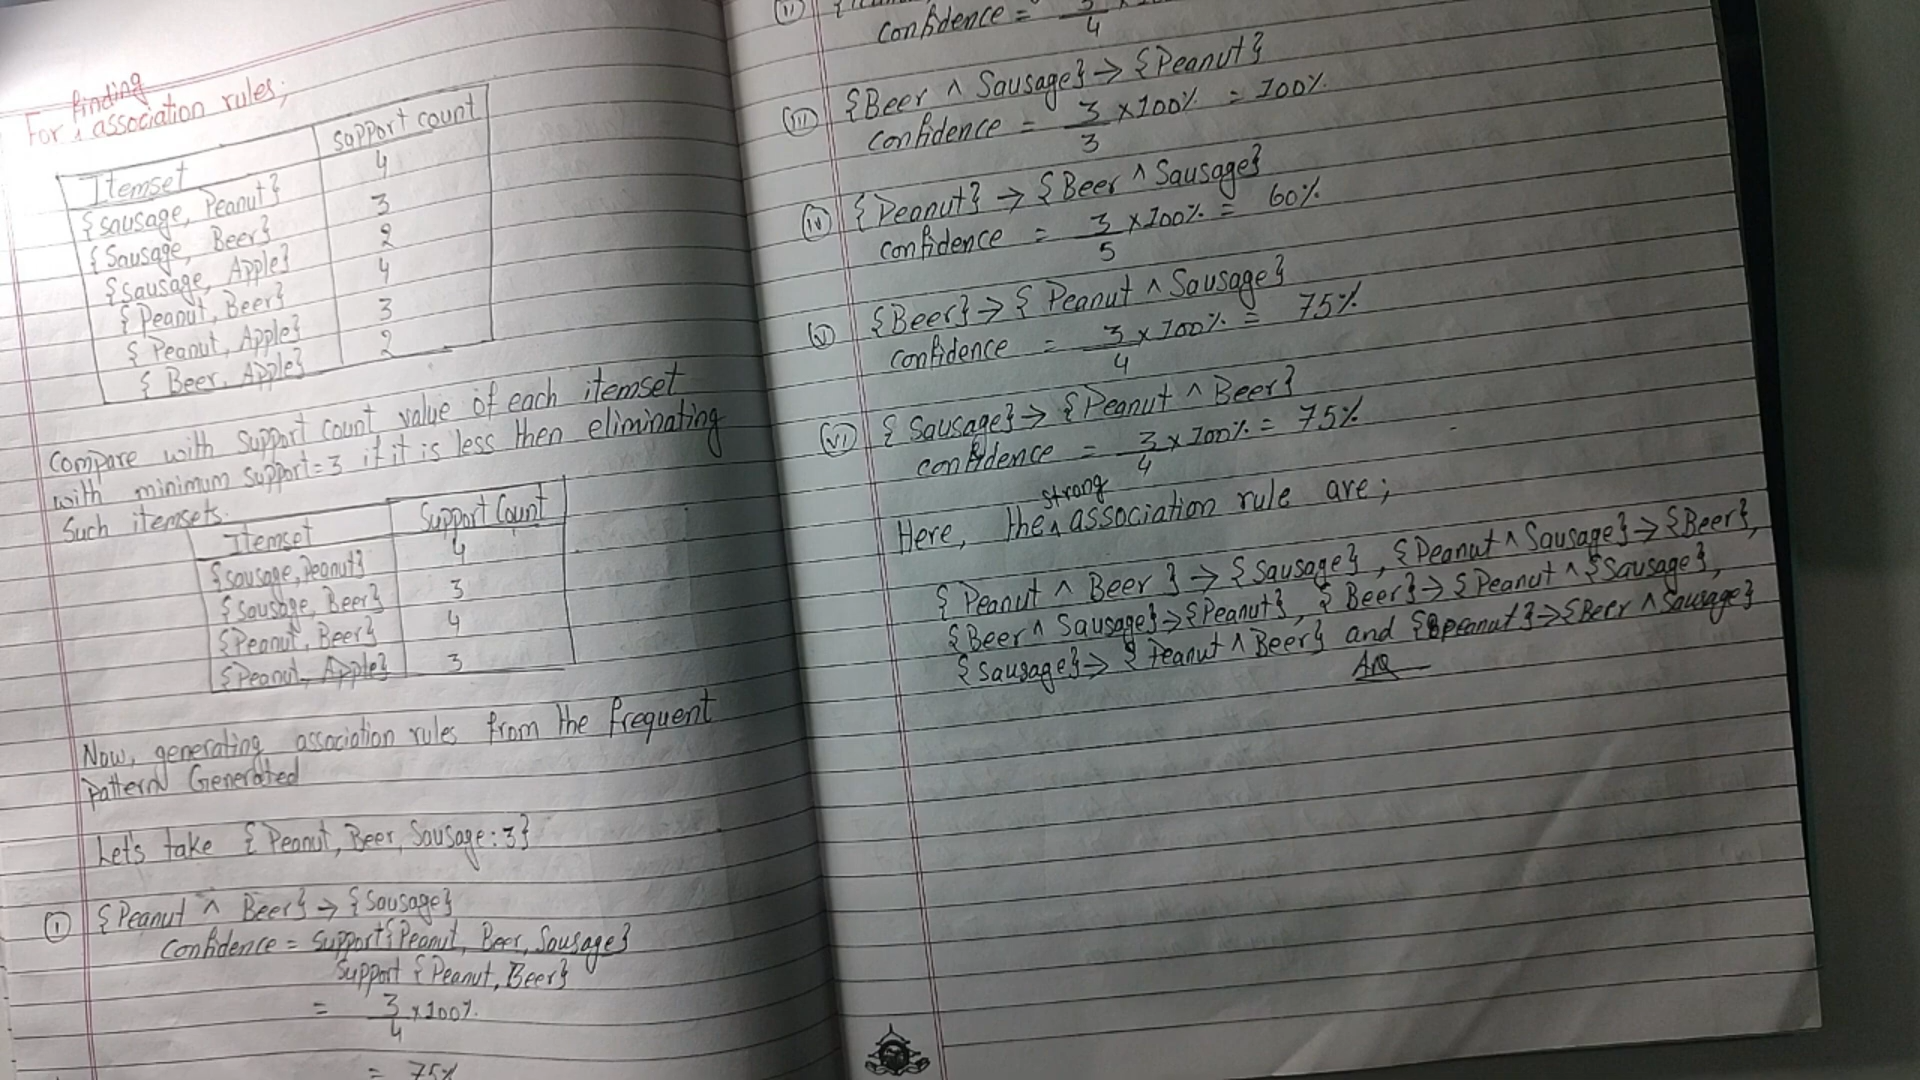 For finding association rules;
Itemset support count
{sausage, Peanut} 4
{Sausage, Beer} 3
{sausage, Apple} 2
{Peanut, Beer} 4
{Peanut, Apple} 3
{Beer, Apple} 2
Compare with support count value of each itemset
with minimum support=3 if it is less then eliminating
Such itemsets.
Itemset Support Count
{sausage, Peanut} 4
{sausage, Beer} 3
{Peanut, Beer} 4
{Peanut, Apple} 3
Now, generating association rules from the frequent
Pattern Generated
Let's take {Peanut, Beer, Sausage: 3}
(i) {Peanut ^ Beer} → {Sausage}
Confidence = Support{Peanut, Beer, Sausage}
Support {Peanut, Beer}
= 3/4 x 100%
= 75%
(ii)
confidence = 3/4
(iii) {Beer ^ Sausage} → {Peanut}
confidence = 3/3 x 100% = 100%
(iv) {Peanut} → {Beer ^ Sausage}
confidence = 3/5 x 100% = 60%
(v) {Beer} → {Peanut ^ Sausage}
confidence = 3/4 x 100% = 75%
(vi) {Sausage} → {Peanut ^ Beer}
confidence = 3/4 x 100% = 75%
Here, the strong association rule are;
{Peanut ^ Beer} → {Sausage}, {Peanut ^ Sausage} → {Beer},
{Beer ^ Sausage} → {Peanut}, {Beer} → {Peanut ^ {Sausage},
{Sausage} → {Peanut ^ Beer} and {Peanut} → {Beer ^ Sausage}